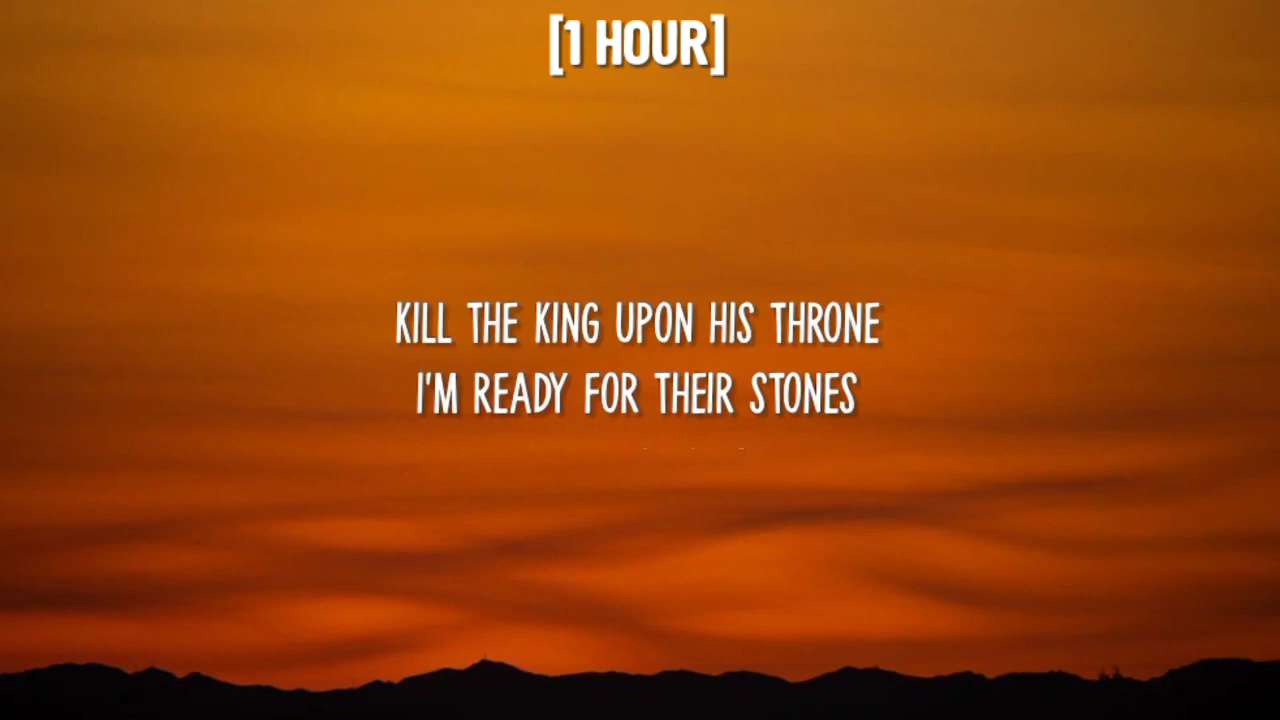 [1 HOUR]
KILL THE KING UPON HIS THRONE
I'M READY FOR THEIR STONES